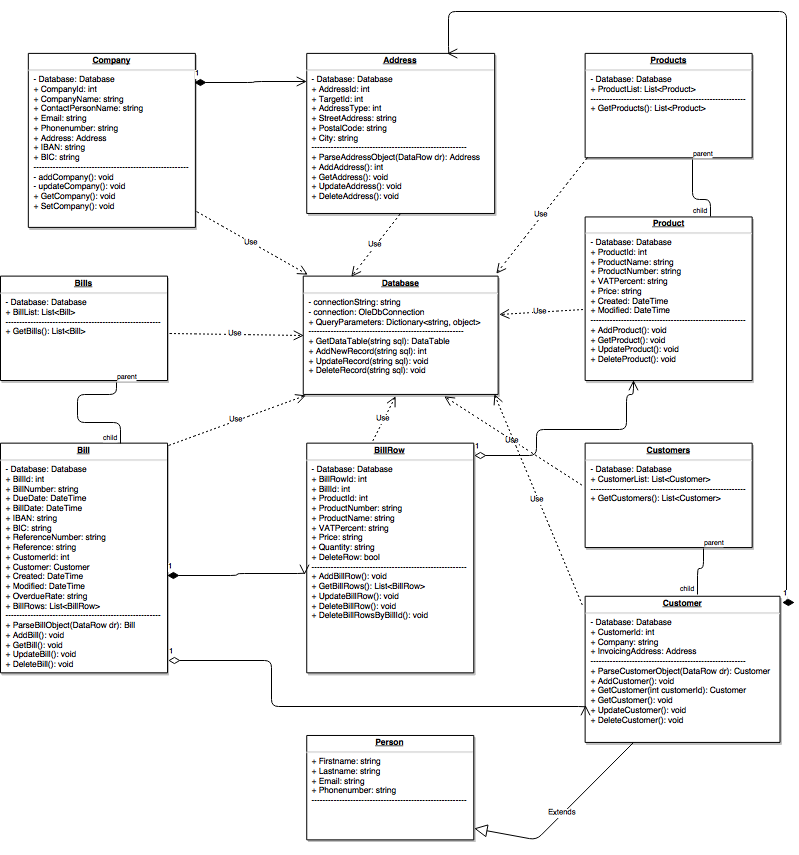 Company
- Database: Database
+ CompanyId: int
+ CompanyName: string
+ ContactPersonName: string
+ Email: string
+ Phonenumber: string
+ Address: Address
+ IBAN: string
+ BIC: string
- addCompany(): void
- updateCompany(): void
+ GetCompany(): void
+ SetCompany(): void
1
Address
- Database: Database
+ AddressId: int
+ TargetId: int
+ AddressType: int
+ StreetAddress: string
+ PostalCode: string
+ City: string
+ ParseAddressObject(DataRow dr): Address
+ AddAddress(): int
+ GetAddress(): void
+ UpdateAddress(): void
+ DeleteAddress(): void
Products
- Database: Database
+ ProductList: List<Product>
+ GetProducts(): List<Product>
parent
child
Use
Use
Use
Product
- Database: Database
+ ProductId: int
+ ProductName: string
+ ProductNumber: string
+ VATPercent: string
+ Price: string
+ Created: DateTime
+ Modified: DateTime
+ AddProduct(): void
+ GetProduct(): void
+ UpdateProduct(): void
+ DeleteProduct(): void
Bills
- Database: Database
+ BillList: List<Bill>
+ GetBills(): List<Bill>
parent
child
Use
Database
- connectionString: string
- connection: OleDbConnection
+ QueryParameters: Dictionary<string, object>
+ GetDataTable(string sql): DataTable
+ AddNewRecord(string sql): int
+ UpdateRecord(string sql): void
+ DeleteRecord(string sql): void
Use
Use
Use
Use
Use
Bill
- Database: Database
+ BillId: int
+ BillNumber: string
+ DueDate: DateTime
+ BillDate: DateTime
+ IBAN: string
+ BIC: string
+ ReferenceNumber: string
+ Reference: string
+ CustomerId: int
+ Customer: Customer
+ Created: DateTime
+ Modified: DateTime
+ OverdueRate: string
+ BillRows: List<BillRow>
+ ParseBillObject(DataRow dr): Bill
+ AddBill(): void
+ GetBill(): void
+ UpdateBill(): void
+ DeleteBill(): void
1
1
BillRow
- Database: Database
+ BillRowId: int
+ BillId: int
+ ProductId: int
+ ProductNumber: string
+ ProductName: string
+ VATPercent: string
+ Price: string
+ Quantity: string
+ DeleteRow: bool
+ AddBillRow(): void
+ GetBillRows(): List<BillRow>
+ UpdateBillRow(): void
+ DeleteBillRow(): void
+ DeleteBillRowsByBillId(): void
1
Customers
- Database: Database
+ CustomerList: List<Customer>
+ GetCustomers(): List<Customer>
parent
child
Customer
- Database: Database
+ CustomerId: int
+ Company: string
+ InvoicingAddress: Address
+ ParseCustomerObject(DataRow dr): Customer
+ AddCustomer(): void
+ GetCustomer(int customerId): Customer
+ GetCustomer(): void
+ UpdateCustomer(): void
+ DeleteCustomer(): void
1
Person
+ Firstname: string
+ Lastname: string
+ Email: string
+ Phonenumber: string
Extends